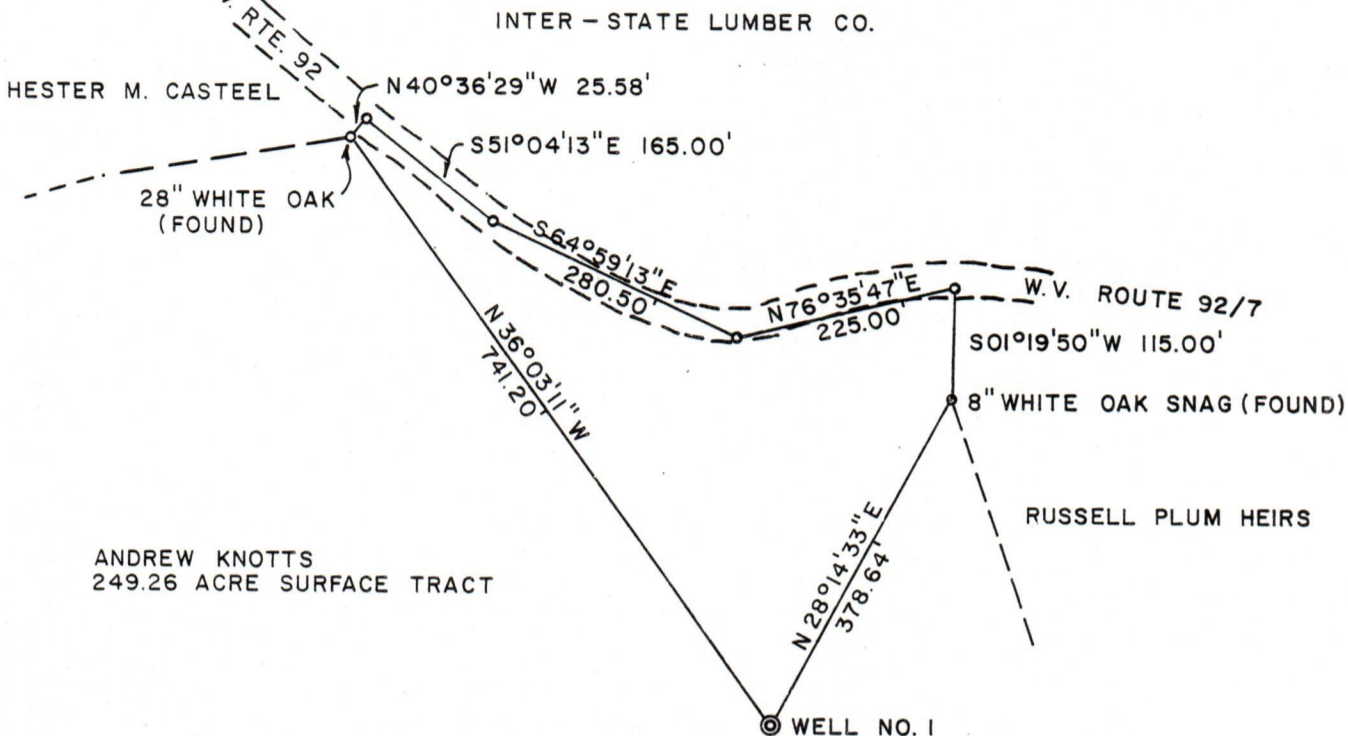 INTER-STATE LUMBER CO.
RTE. 92
HESTER M. CASTEEL
N40°36'29"W 25.58'
S51°04'13"E 165.00'
28" WHITE OAK
(FOUND)
S64°59'13"E
280.50'
N76°35'47"E
225.00'
W.V. ROUTE 92/7
S01°19'50"W 115.00'
8" WHITE OAK SNAG (FOUND)
N36°03'11"W
741.20'
RUSSELL PLUM HEIRS
ANDREW KNOTTS
249.26 ACRE SURFACE TRACT
N28°14'33"E
378.64'
WELL NO. 1